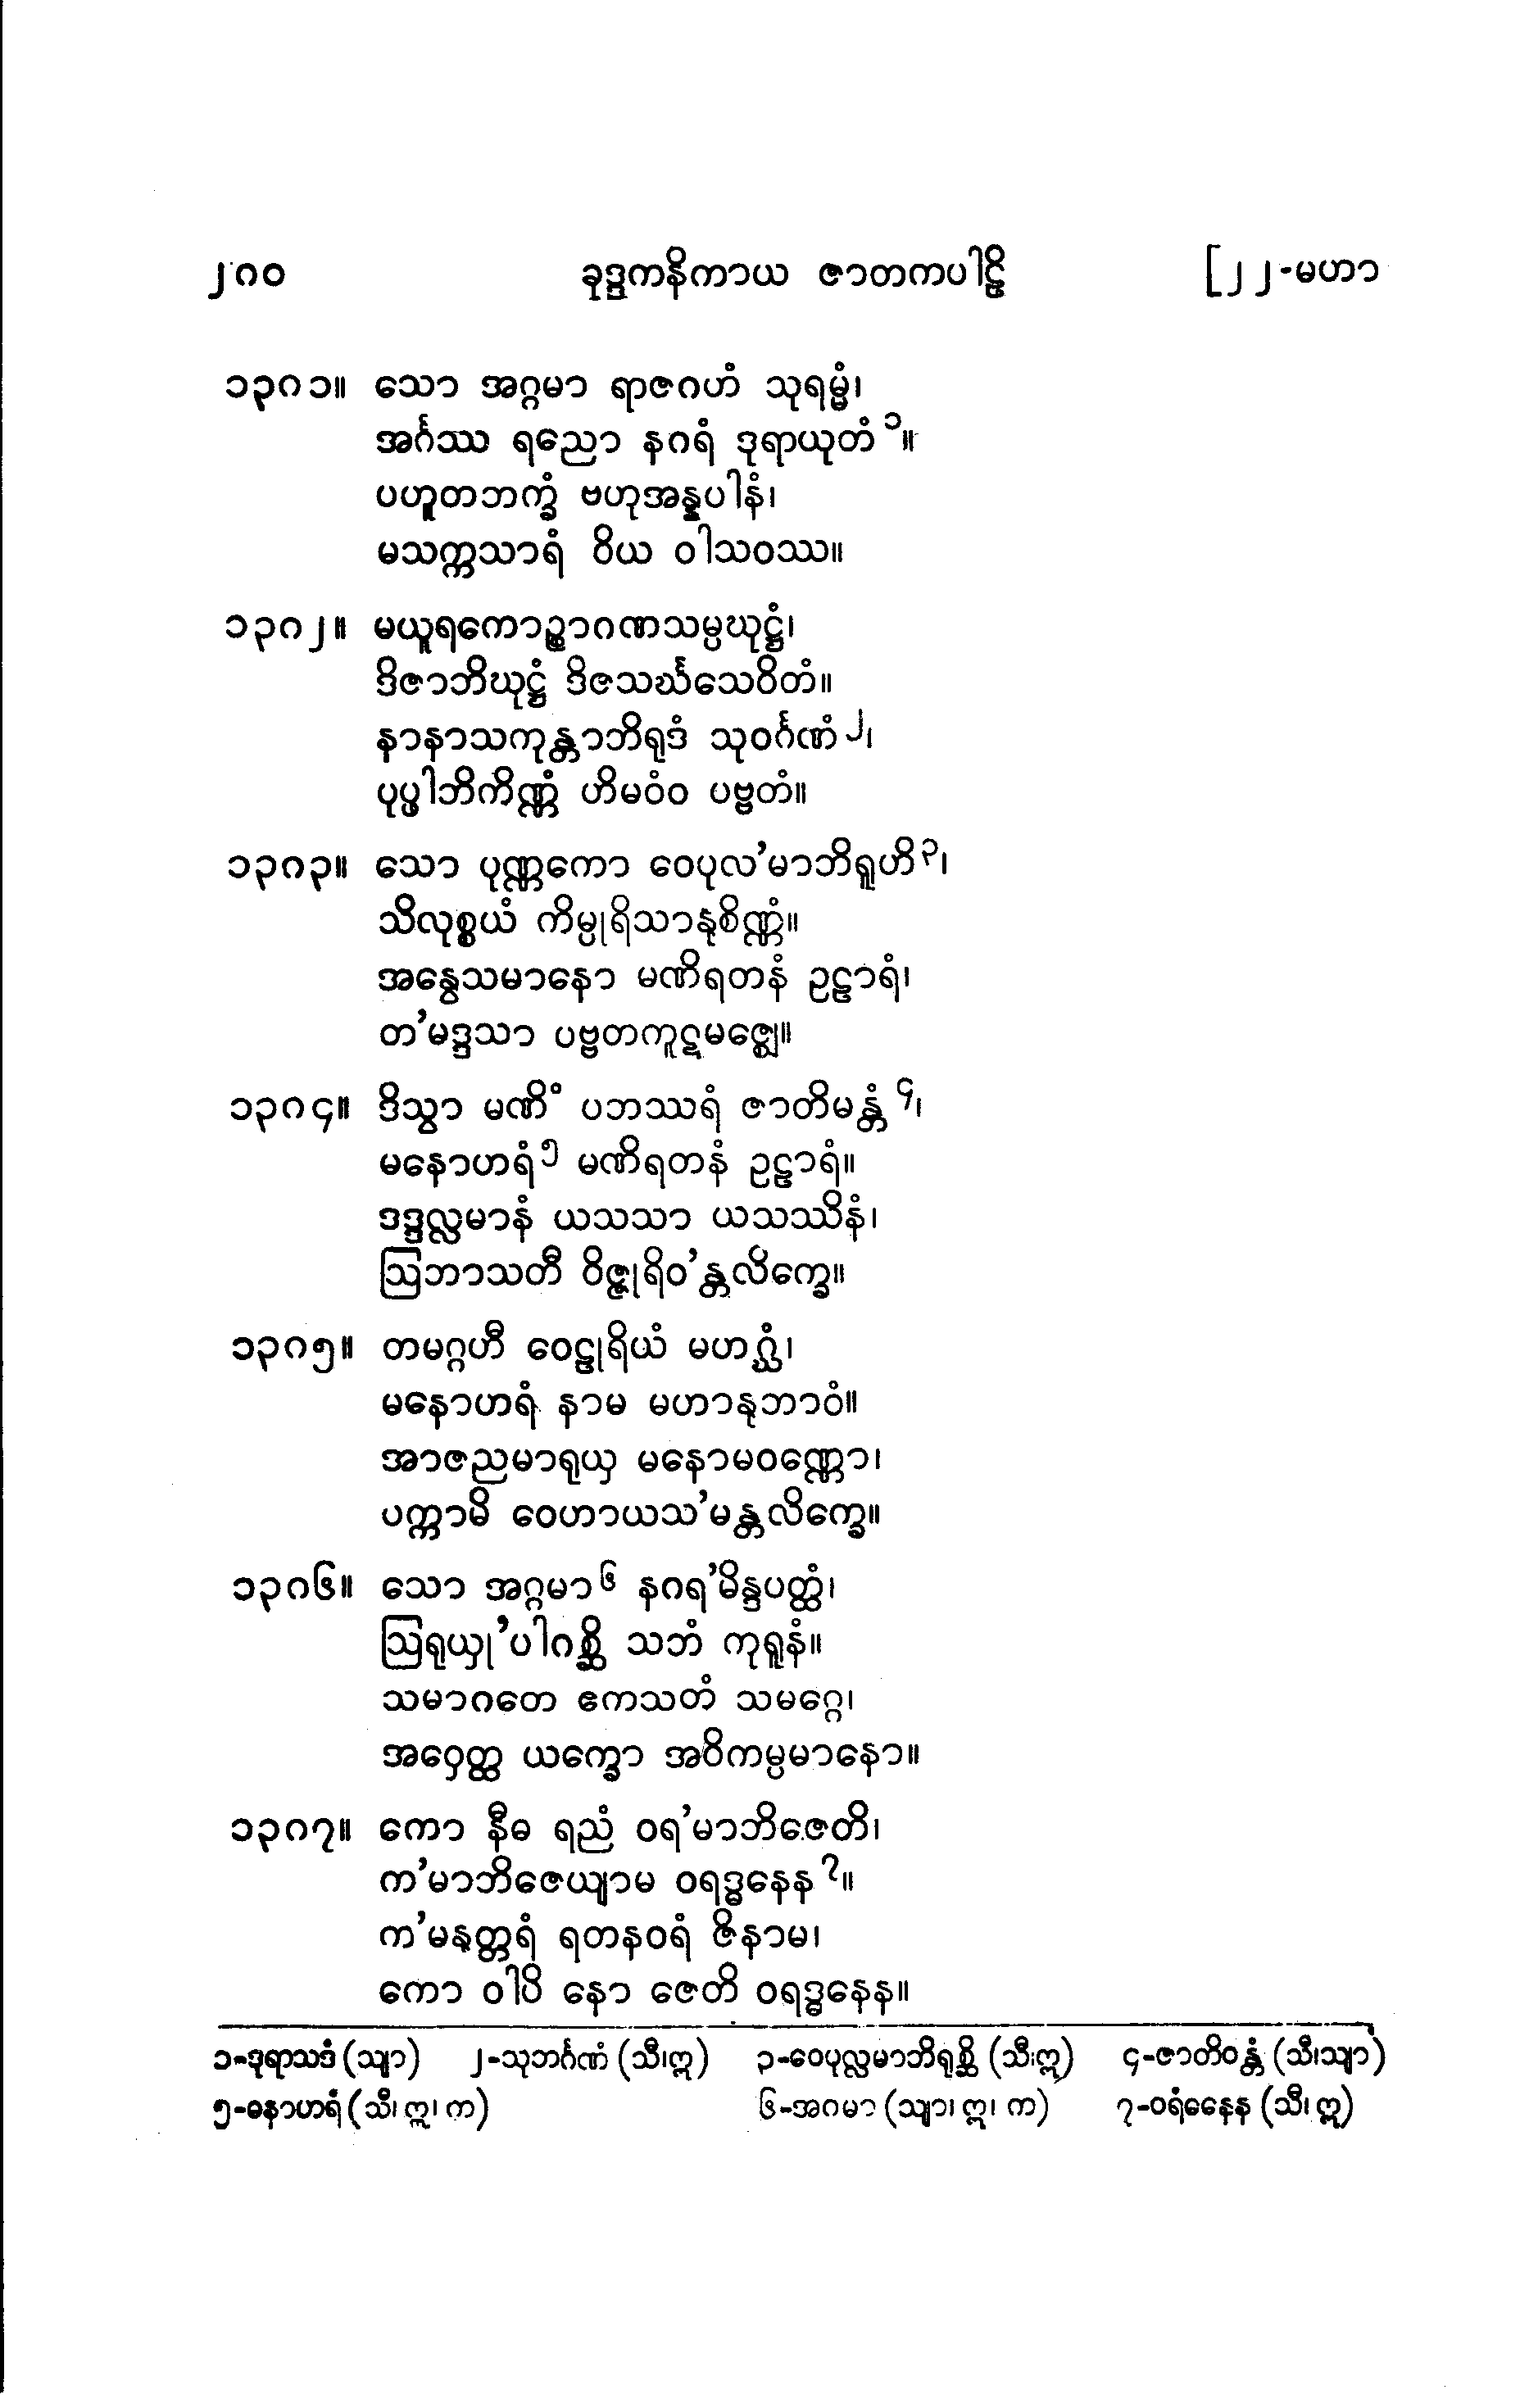 ၂၈၀ ခုဒ္ဒကနိကာယ ဇာတကပါဠိ [၂၂-မဟာ
၁၃၈၁။ သော အဂ္ဂမာ ရာဇဂဟံ သုရမ္မံ၊
အင်္ဂဿ ရညော နဂရံ ဒုရာယုတံ ၁။
ပဟူတဘက္ခံ ဗဟုအန္နပါနံ၊
မသက္ကသာရံ ဝိယ ဝါသဝဿ။
၁၃၈၂။ မယူရကောဉ္စာဂဏသမ္ပဃုဋ္ဌံ၊
ဒိဇာဘိဃုဋ္ဌံ ဒိဇသင်္ဃသေဝိတံ။
နာနာသကုန္တာဘိရုဒံ သုဝင်္ဂဏံ ၂၊
ပုပ္ဖါဘိကိဏ္ဏံ ဟိမဝံဝ ပဗ္ဗတံ။
၁၃၈၃။ သော ပုဏ္ဏကော ဝေပုလ’မာဘိရူဟိ ၃၊
သိလုစ္စယံ ကိမ္ပုရိသာနုစိဏ္ဏံ။
အန္ဝေသမာနော မဏိရတနံ ဥဠာရံ၊
တ’မဒ္ဒသာ ပဗ္ဗတကူဋမဇ္ဈေ။
၁၃၈၄။ ဒိသွာ မဏိံ ပဘဿရံ ဇာတိမန္တံ ၄၊
မနောဟရံ ၅ မဏိရတနံ ဥဠာရံ။
ဒဒ္ဒလ္လမာနံ ယသသာ ယသဿိနံ၊
ဩဘာသတီ ဝိဇ္ဇုရိဝ’န္တလိက္ခေ။
၁၃၈၅။ တမဂ္ဂဟီ ဝေဠုရိယံ မဟဂ္ဃံ၊
မနောဟရံ နာမ မဟာနုဘာဝံ။
အာဇညမာရုယှ မနောမဝဏ္ဏော၊
ပက္ကာမိ ဝေဟာယသ’မန္တလိက္ခေ။
၁၃၈၆။ သော အဂ္ဂမာ ၆ နဂရ’မိန္ဒပတ္ထံ၊
ဩရုယှု’ပါဂစ္ဆိ သဘံ ကုရူနံ။
သမာဂတေ ဧကသတံ သမဂ္ဂေ၊
အဝှေတ္ထ ယက္ခော အဝိကမ္ပမာနော။
၁၃၈၇။ ကော နီဓ ရညံ ဝရ’မာဘိဇေတိ၊
က’မာဘိဇေယျာမ ဝရဒ္ဓနေန ၇။
က’မနုတ္တရံ ရတနဝရံ ဇိနာမ၊
ကော ဝါပိ နော ဇေတိ ဝရဒ္ဓနေန။
၁-ဒုရာသဒံ (သျာ) ၂-သုဘင်္ဂဏံ (သီ၊ဣ) ၃-ဝေပုလ္လမာဘိရုစ္ဆိ (သီ၊ဣ) ၄-ဇာတိဝန္တံ (သီ၊သျာ)
၅-ဓနာဟရံ (သီ၊ ဣ၊ က) ၆-အဂမာ (သျာ၊ ဣ၊ က) ၇-ဝရံဓနေန (သီ၊ ဣ)